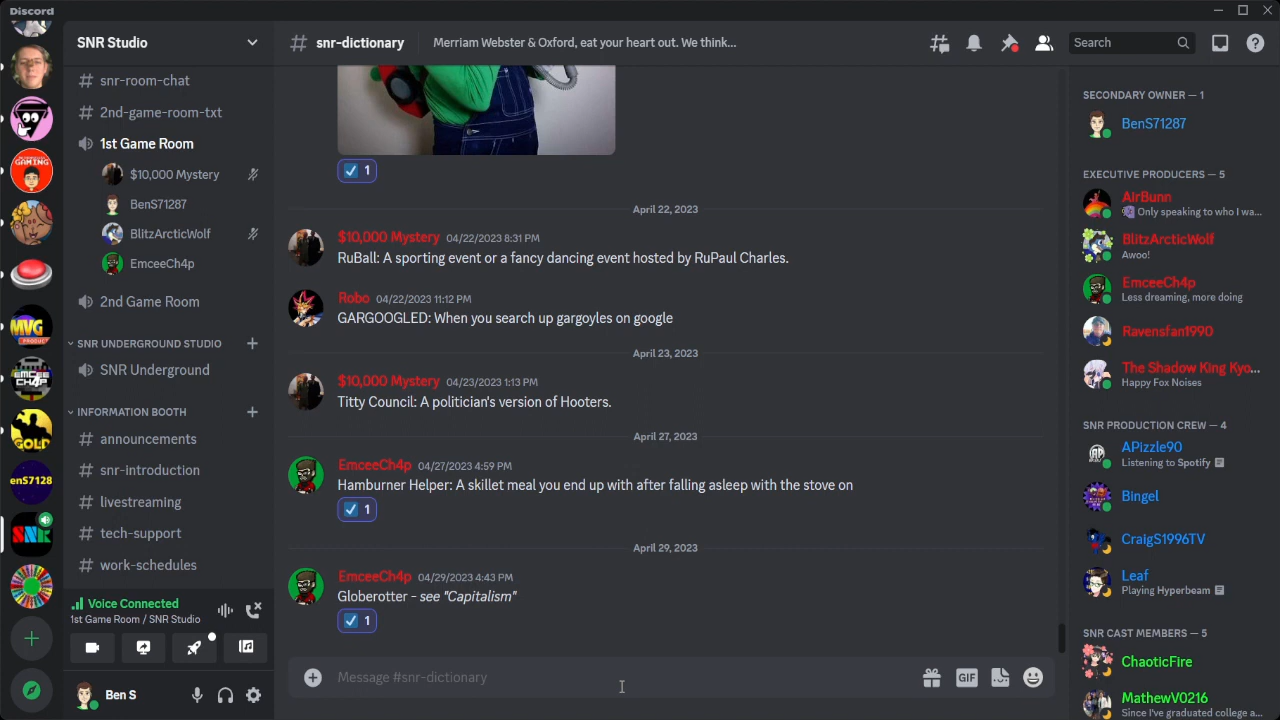 Discord
SNR Studio
# snr-dictionary
Merriam Webster & Oxford, eat your heart out. We think...
Search
# snr-room-chat
# 2nd-game-room-txt
1st Game Room
$10,000 Mystery
BenS71287
BlitzArcticWolf
EmceeCh4p
2nd Game Room
SNR UNDERGROUND STUDIO
SNR Underground
INFORMATION BOOTH
# announcements
# snr-introduction
# livestreaming
# tech-support
# work-schedules
Voice Connected
1st Game Room / SNR Studio
Ben S
GAMING
MVG
PRODUC
EMCEE
CH4P
GOLD
enS7128
SNR
1
April 22, 2023
$10,000 Mystery 04/22/2023 8:31 PM
RuBall: A sporting event or a fancy dancing event hosted by RuPaul Charles.
Robo 04/22/2023 11:12 PM
GARGOOGLED: When you search up gargoyles on google
April 23, 2023
$10,000 Mystery 04/23/2023 1:13 PM
Titty Council: A politician's version of Hooters.
April 27, 2023
EmceeCh4p 04/27/2023 4:59 PM
Hamburner Helper: A skillet meal you end up with after falling asleep with the stove on
1
April 29, 2023
EmceeCh4p 04/29/2023 4:43 PM
Globerotter - see "Capitalism"
1
Message #snr-dictionary
GIF
SECONDARY OWNER — 1
BenS71287
EXECUTIVE PRODUCERS — 5
AirBunn
Only speaking to who I wa...
BlitzArcticWolf
Awoo!
EmceeCh4p
Less dreaming, more doing
Ravensfan1990
The Shadow King Kyo...
Happy Fox Noises
SNR PRODUCTION CREW — 4
APizzle90
Listening to Spotify
Bingel
CraigS1996TV
Leaf
Playing Hyperbeam
SNR CAST MEMBERS — 5
ChaoticFire
MathewV0216
Since I've graduated college a...